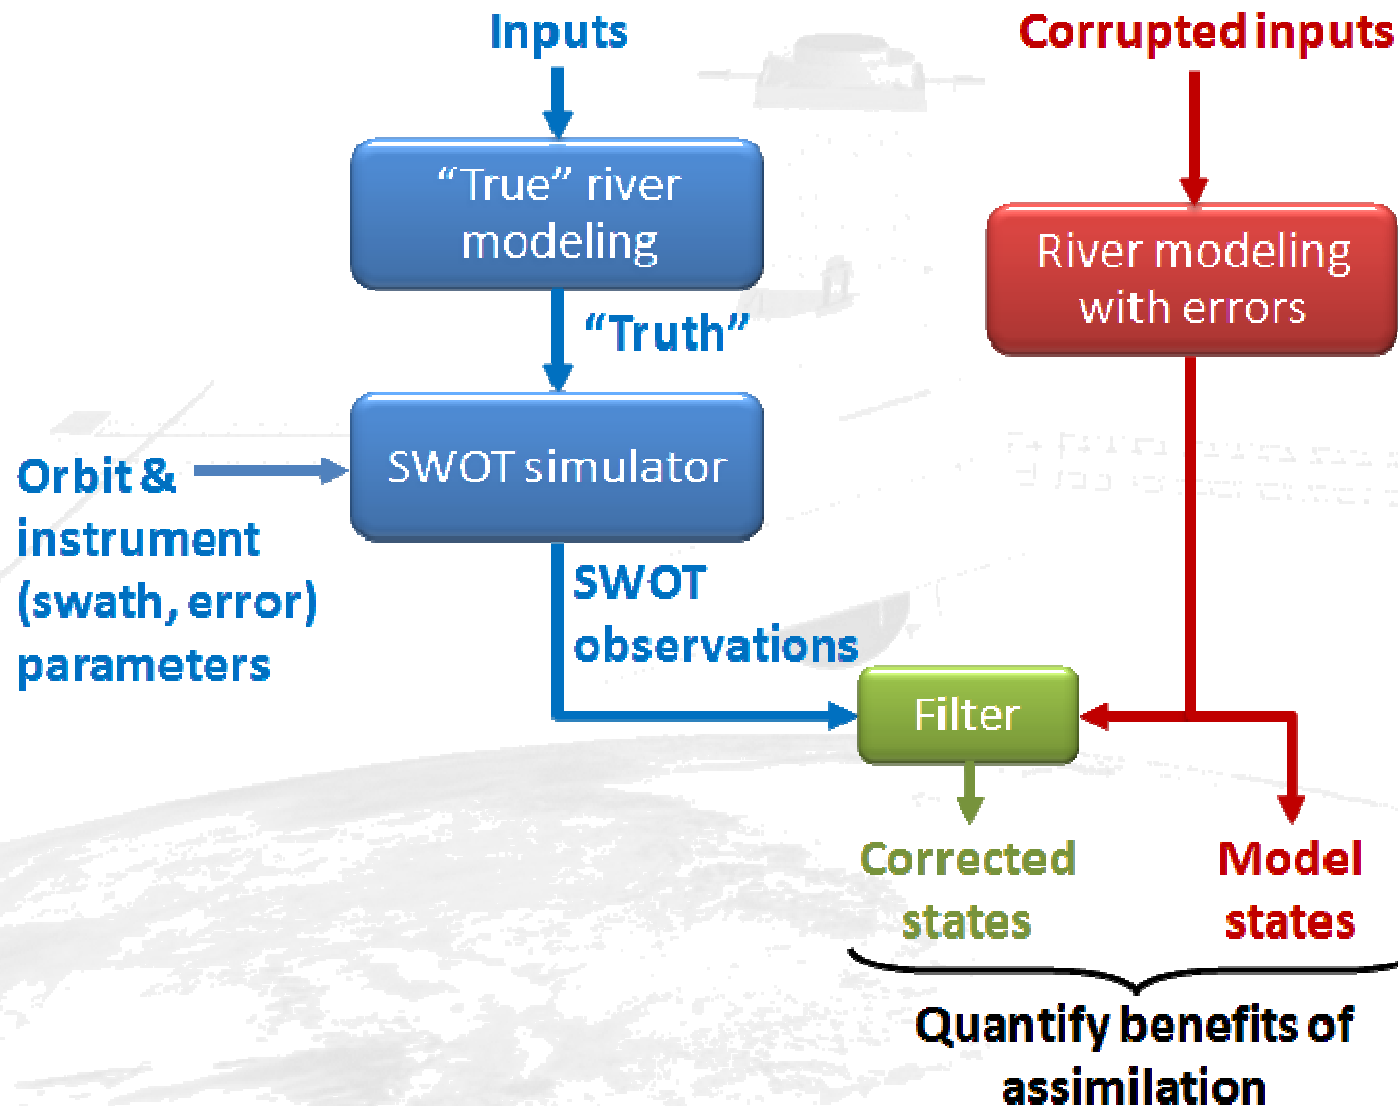 Inputs
Corrupted inputs
“True” river
modeling
River modeling
with errors
“Truth”
SWOT simulator
Orbit &
instrument
(swath, error)
parameters
SWOT
observations
Filter
Corrected
states
Model
states
Quantify benefits of
assimilation